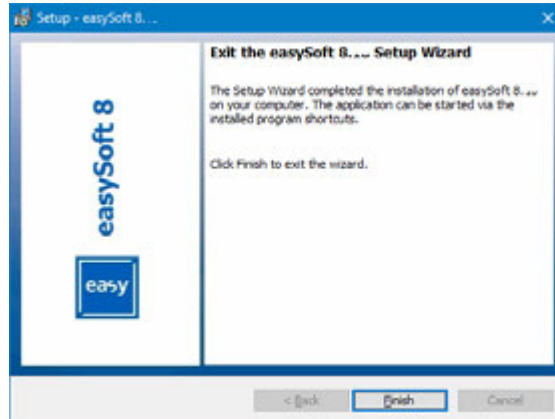 Setup - easySoft 8....
Exit the easySoft 8.... Setup Wizard
The Setup Wizard completed the installation of easySoft 8. ..
on your computer. The application can be started via the
installed program shortcuts.
Click Finish to exit the wizard.
easySoft 8
easy
< Back
Finish
Cancel